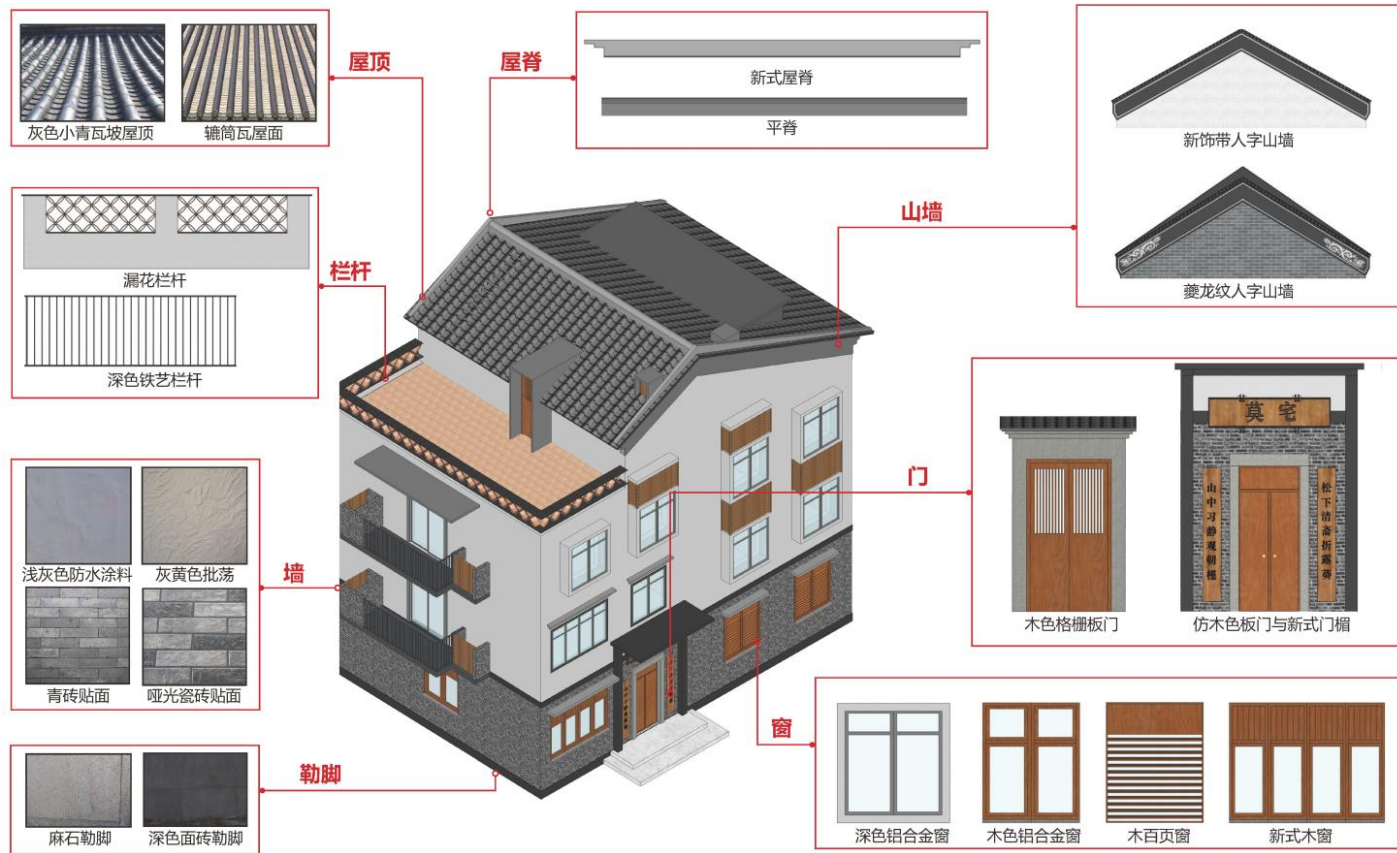 屋顶
灰色小青瓦坡屋顶
辘筒瓦屋面
屋脊
新式屋脊
平脊
山墙
新饰带人字山墙
夔龙纹人字山墙
栏杆
漏花栏杆
深色铁艺栏杆
门
莫宅
山中习静观朝槿
松下清斋折露葵
木色格栅板门
仿木色板门与新式门楣
墙
浅灰色防水涂料
灰黄色批荡
青砖贴面
哑光瓷砖贴面
窗
深色铝合金窗
木色铝合金窗
木百页窗
新式木窗
勒脚
麻石勒脚
深色面砖勒脚